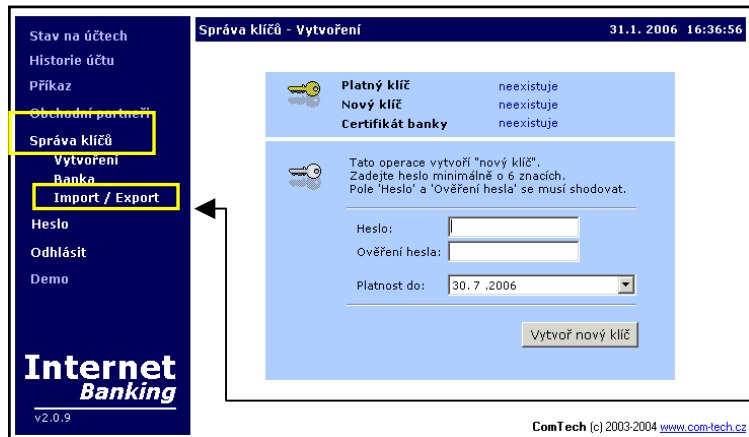 Stav na účtech
Historie účtu
Příkaz
Obchodní partneři
Správa klíčů
Vytvoření
Banka
Import / Export
Heslo
Odhlásit
Demo
Internet
Banking
v2.0.9
Správa klíčů - Vytvoření 31.1. 2006 16:36:56
Platný klíč neexistuje
Nový klíč neexistuje
Certifikát banky neexistuje
Tato operace vytvoří "nový klíč".
Zadejte heslo minimálně o 6 znacích.
Pole 'Heslo' a 'Ověření hesla' se musí shodovat.
Heslo:
Ověření hesla:
Platnost do: 30. 7 .2006
Vytvoř nový klíč
ComTech (c) 2003-2004 www.com-tech.cz